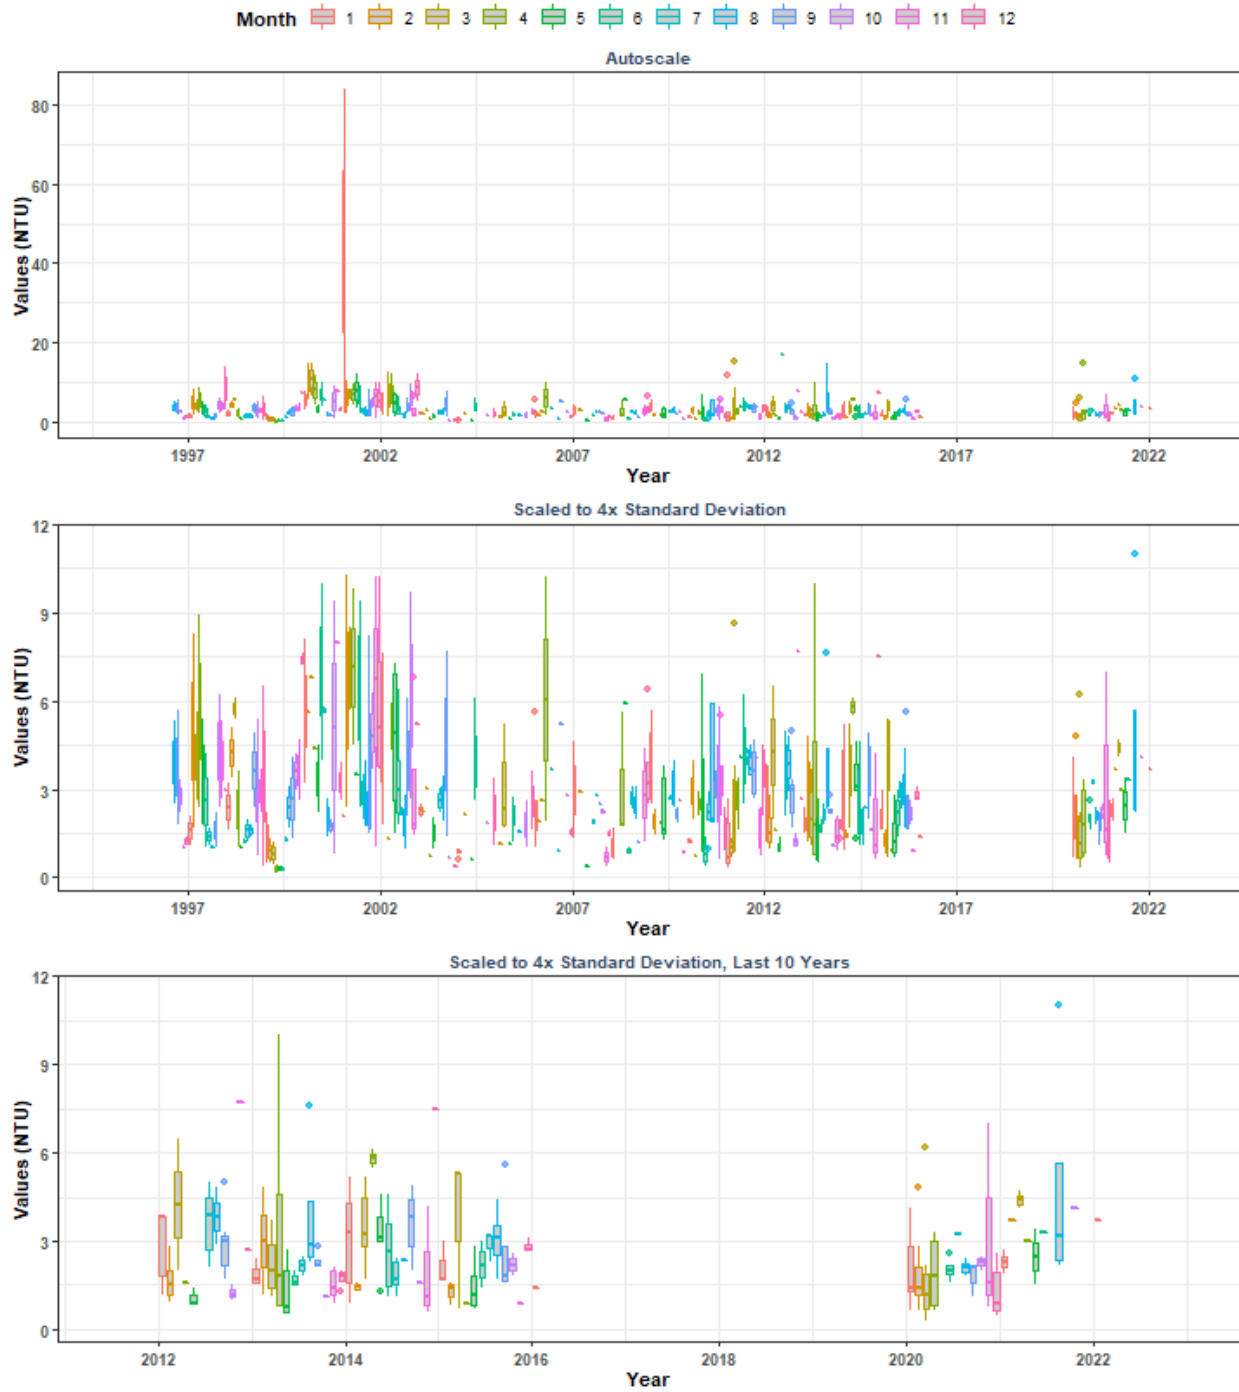 Month 1 2 3 4 5 6 7 8 9 10 11 12
Autoscale
Values (NTU)
80
60
40
20
0
1997 2002 2007 2012 2017 2022
Year
Scaled to 4x Standard Deviation
Values (NTU)
12
9
6
3
0
1997 2002 2007 2012 2017 2022
Year
Scaled to 4x Standard Deviation, Last 10 Years
Values (NTU)
12
9
6
3
0
2012 2014 2016 2018 2020 2022
Year